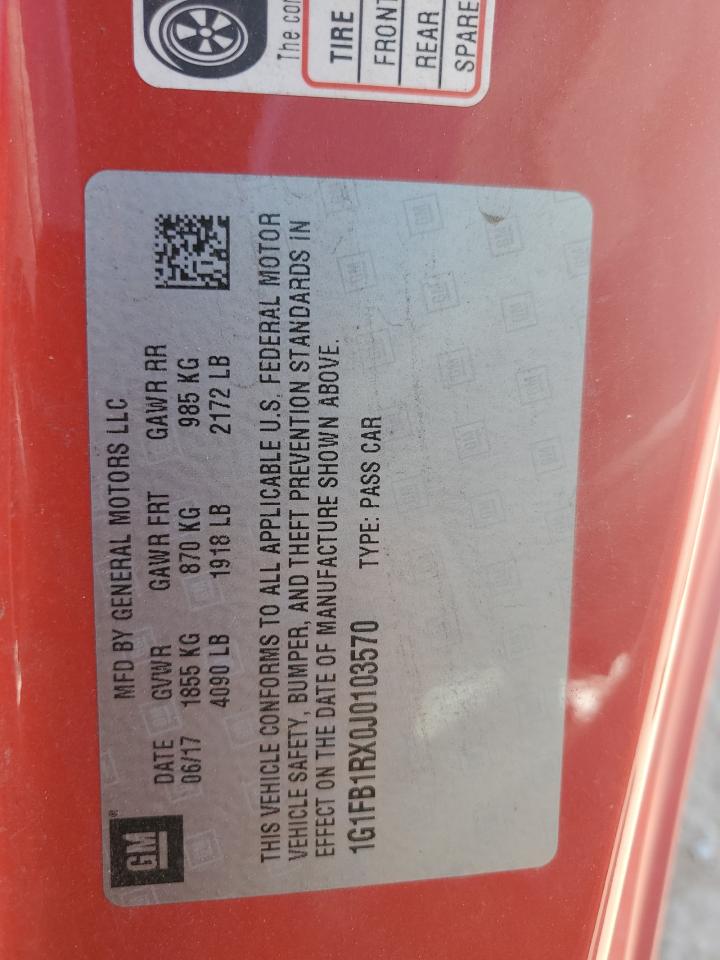 The
TIRE
FRONT
REAR
SPARE
GM®
MFD BY GENERAL MOTORS LLC
DATE GVWR GAWR FRT GAWR RR
06/17 1855 KG 870 KG 985 KG
4090 LB 1918 LB 2172 LB
THIS VEHICLE CONFORMS TO ALL APPLICABLE U.S. FEDERAL MOTOR
VEHICLE SAFETY, BUMPER, AND THEFT PREVENTION STANDARDS IN
EFFECT ON THE DATE OF MANUFACTURE SHOWN ABOVE.
1G1FB1RX0J0103570 TYPE: PASS CAR